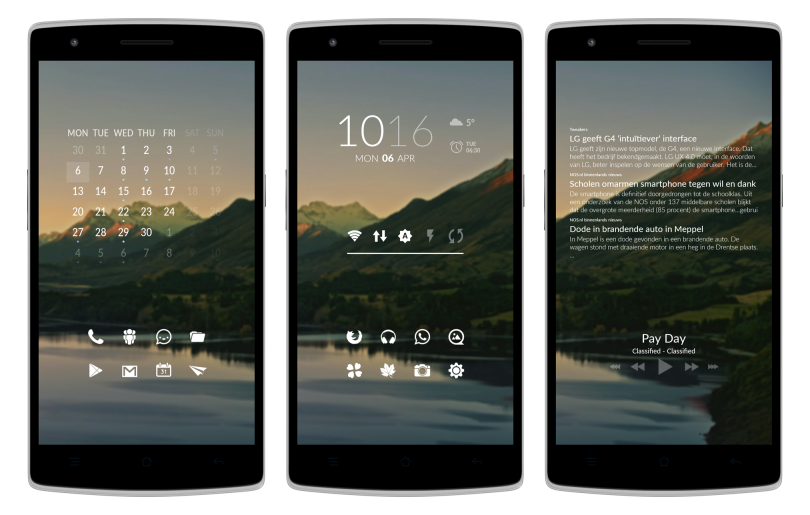 MON TUE WED THU FRI SAT SUN
30 31 1 2 3 4 5
6 7 8 9 10 11 12
13 14 15 16 17 18 19
20 21 22 23 24
27 28 29 30
4 5 6 7 8
31
1016
MON 06 APR
5°
TUE
06:30
A
Tweakers
LG geeft G4 'intuïtiever' interface
LG geeft zijn nieuwe topmodel, de G4, een nieuwe interface. Dat
heeft het bedrijf bekendgemaakt. LG UX 4.0 moet, in de woorden
van LG, beter inspelen op de wensen van de gebruiker. Het is de...
NOS.nl binnenlands nieuws
Scholen omarmen smartphone tegen wil en dank
De smartphone is definitief doorgedrongen tot de schoolklas. Uit
een onderzoek van de NOS onder 137 middelbare scholen blijkt
dat de overgrote meerderheid (85 procent) de smartphone...gebrui
NOS.nl binnenlands nieuws
Dode in brandende auto in Meppel
In Meppel is een dode gevonden in een brandende auto. De
wagen stond met draaiende motor in een heg in de Drentse plaats.
...
Pay Day
Classified - Classified